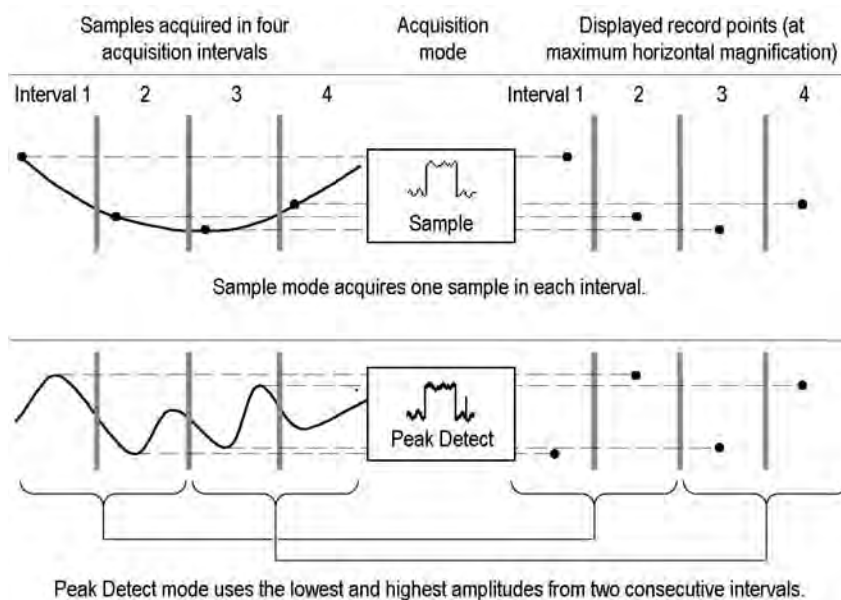 Samples acquired in four
acquisition intervals
Acquisition
mode
Displayed record points (at
maximum horizontal magnification)
Interval 1 2 3 4
Interval 1 2 3 4
Sample
Sample mode acquires one sample in each interval.
Peak Detect
Peak Detect mode uses the lowest and highest amplitudes from two consecutive intervals.